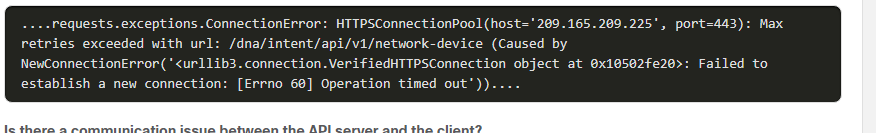 ....requests.exceptions.ConnectionError: HTTPSConnectionPool(host='209.165.209.225', port=443): Max
retries exceeded with url: /dna/intent/api/v1/network-device (Caused by
NewConnectionError('<urllib3.connection.VerifiedHTTPSConnection object at 0x10502fe20>: Failed to
establish a new connection: [Errno 60] Operation timed out'))....
Is there a communication issue between the API server and the client?